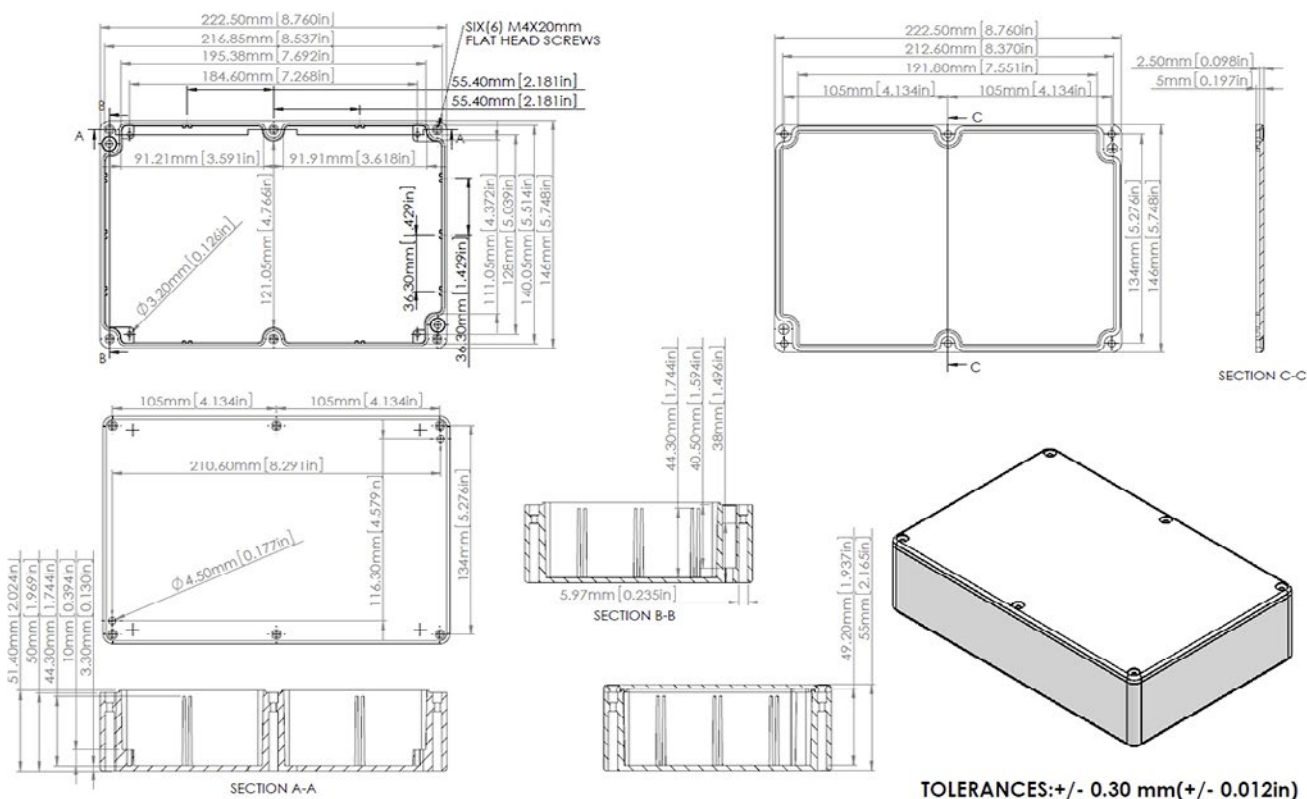 222.50mm [8.760in]
216.85mm [8.537in]
195.38mm [7.692in]
184.60mm [7.268in]
SIX(6) M4X20mm
FLAT HEAD SCREWS
55.40mm [2.181in]
55.40mm [2.181in]
B
A
A
91.21mm [3.591in]
91.91mm [3.618in]
121.05mm [4.766in]
Ø3.20mm [0.126in]
36.30mm [1.429in]
36.30mm [1.429in]
111.05mm [4.372in]
128mm [5.039in]
140.05mm [5.514in]
146mm [5.748in]
B
222.50mm [8.760in]
212.60mm [8.370in]
191.80mm [7.551in]
105mm [4.134in]
105mm [4.134in]
C
C
134mm [5.276in]
146mm [5.748in]
2.50mm [0.098in]
5mm [0.197in]
SECTION C-C
105mm [4.134in]
105mm [4.134in]
210.60mm [8.291in]
Ø4.50mm [0.177in]
116.30mm [4.579in]
134mm [5.276in]
44.30mm [1.744in]
40.50mm [1.594in]
38mm [1.496in]
5.97mm [0.235in]
SECTION B-B
51.40mm [2.024in]
50mm [1.969in]
44.30mm [1.744in]
10mm [0.394in]
3.30mm [0.130in]
SECTION A-A
49.20mm [1.937in]
55mm [2.165in]
TOLERANCES:+/- 0.30 mm(+/- 0.012in)